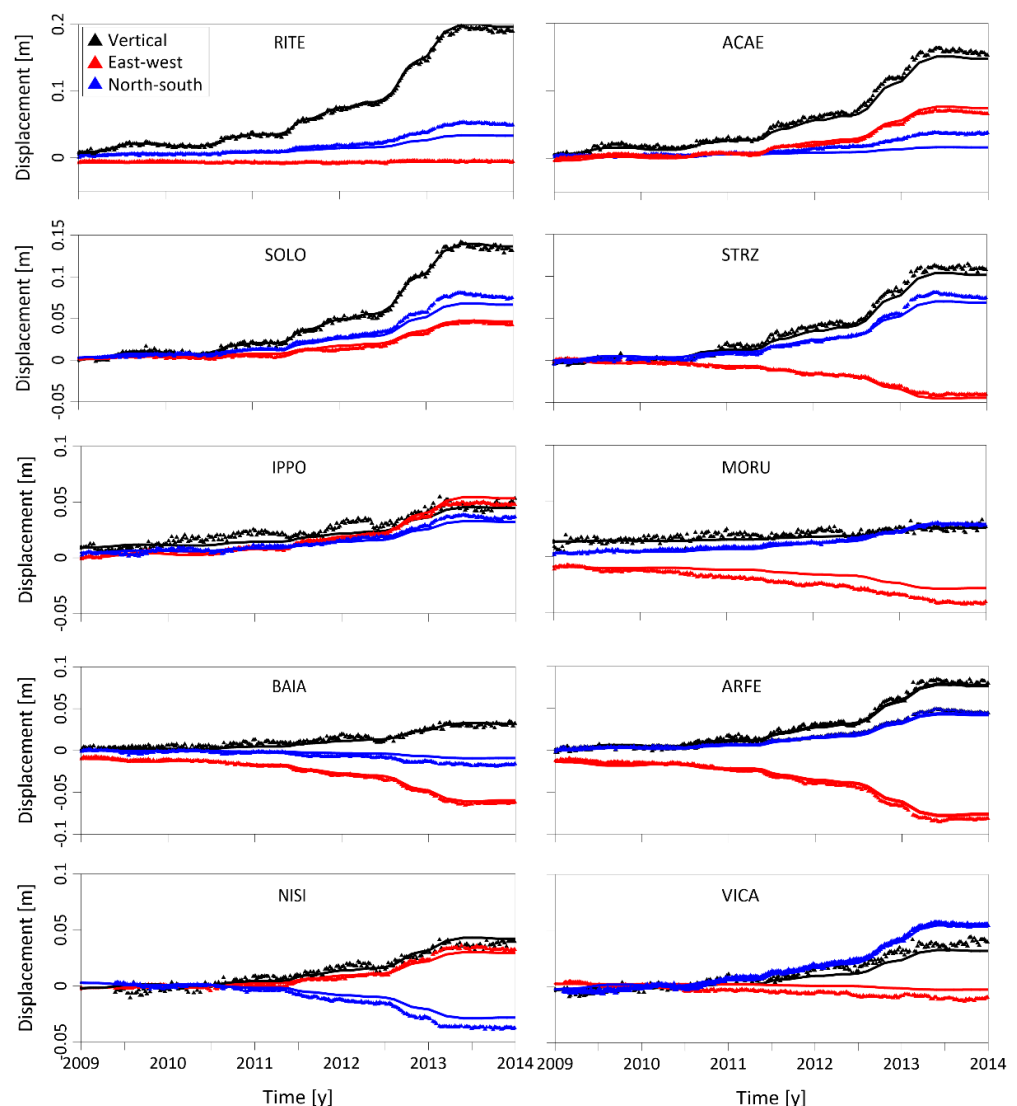 RITE
ACAE
Vertical
East-west
North-south
Displacement [m]
0.2
0.1
0
SOLO
STRZ
Displacement [m]
0.15
0.1
0.05
0
-0.05
IPPO
MORU
Displacement [m]
0.1
0.05
0
-0.05
BAIA
ARFE
Displacement [m]
0.1
0.05
0
-0.05
-0.1
NISI
VICA
Displacement [m]
0.1
0.05
0
-0.05
2009 2010 2011 2012 2013 2014
2009 2010 2011 2012 2013 2014
Time [y]
Time [y]